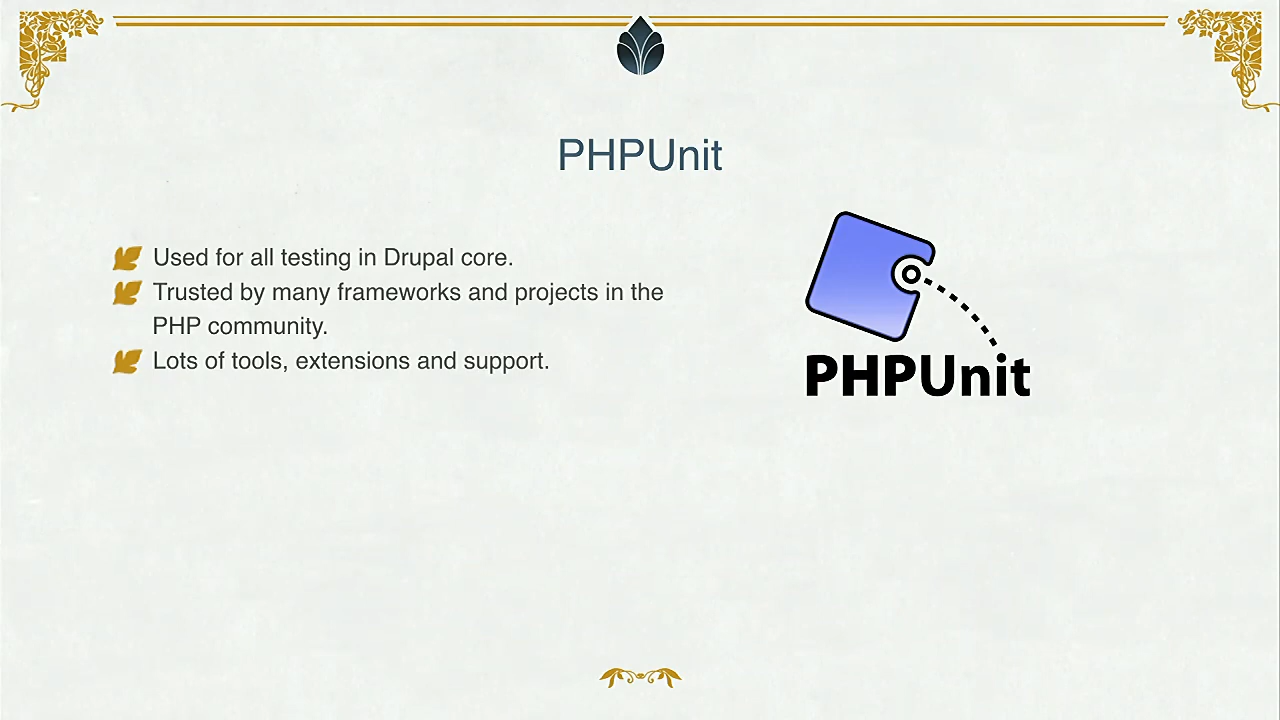 PHPUnit
Used for all testing in Drupal core.
Trusted by many frameworks and projects in the
PHP community.
Lots of tools, extensions and support.
PHPUnit